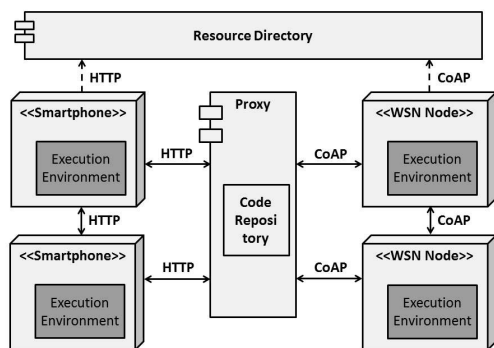 Resource Directory
HTTP
CoAP
<<Smartphone>>
Proxy
<<WSN Node>>
Execution
Environment
HTTP
CoAP
Execution
Environment
Code
Reposi
tory
HTTP
CoAP
<<Smartphone>>
<<WSN Node>>
HTTP
CoAP
Execution
Environment
Execution
Environment